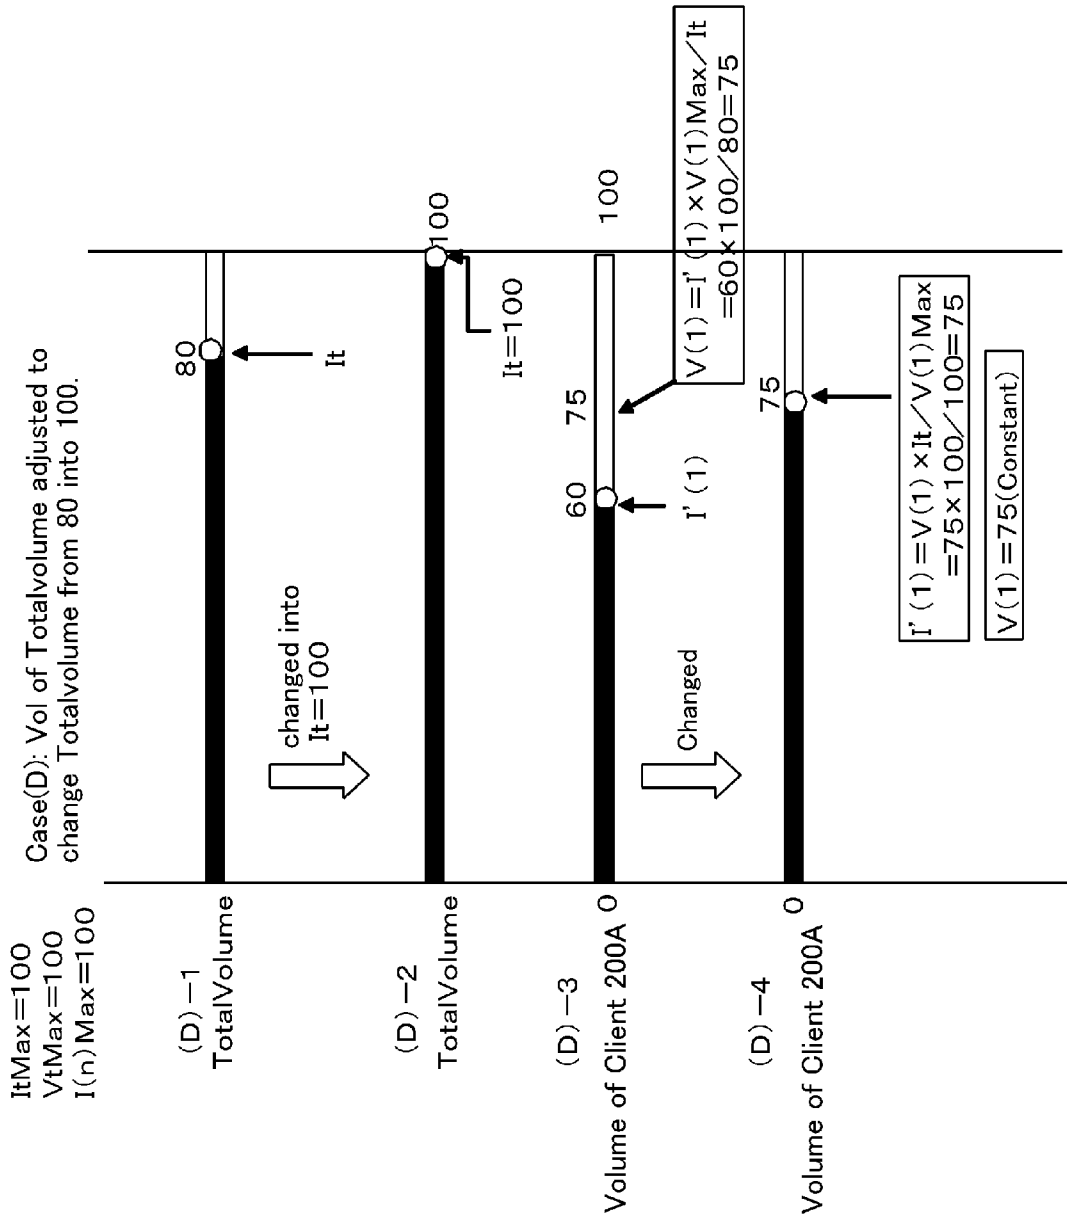 ItMax=100
VtMax=100
I(n)Max=100
Case(D): Vol of Totalvolume adjusted to
change Totalvolume from 80 into 100.
(D)-1
TotalVolume
80
It
changed into
It=100
(D)-2
TotalVolume
100
It=100
(D)-3
Volume of Client 200A
0
60
75
100
I'(1)
V(1)=I'(1)×V(1)Max/It
=60×100/80=75
Changed
(D)-4
Volume of Client 200A
0
75
I'(1)=V(1)×It/V(1)Max
=75×100/100=75
V(1)=75(Constant)